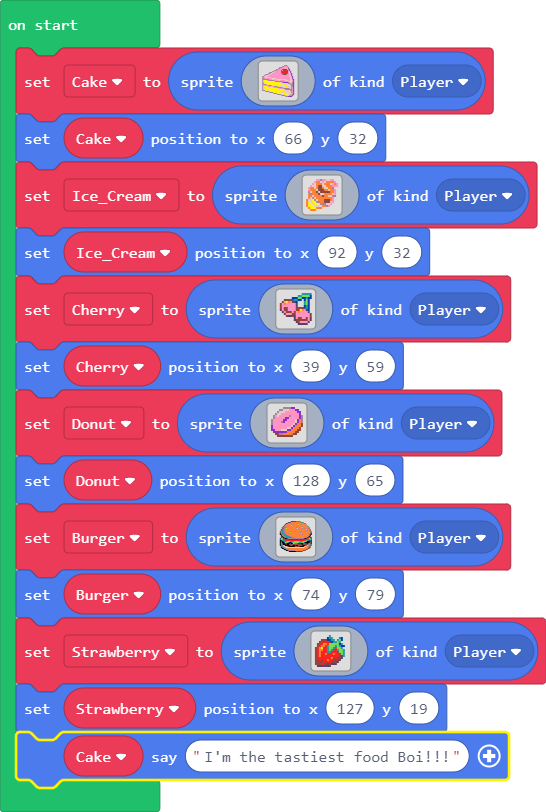 on start
set Cake to sprite of kind Player
set Cake position to x 66 y 32
set Ice_Cream to sprite of kind Player
set Ice_Cream position to x 92 y 32
set Cherry to sprite of kind Player
set Cherry position to x 39 y 59
set Donut to sprite of kind Player
set Donut position to x 128 y 65
set Burger to sprite of kind Player
set Burger position to x 74 y 79
set Strawberry to sprite of kind Player
set Strawberry position to x 127 y 19
Cake say "I'm the tastiest food Boi!!!"